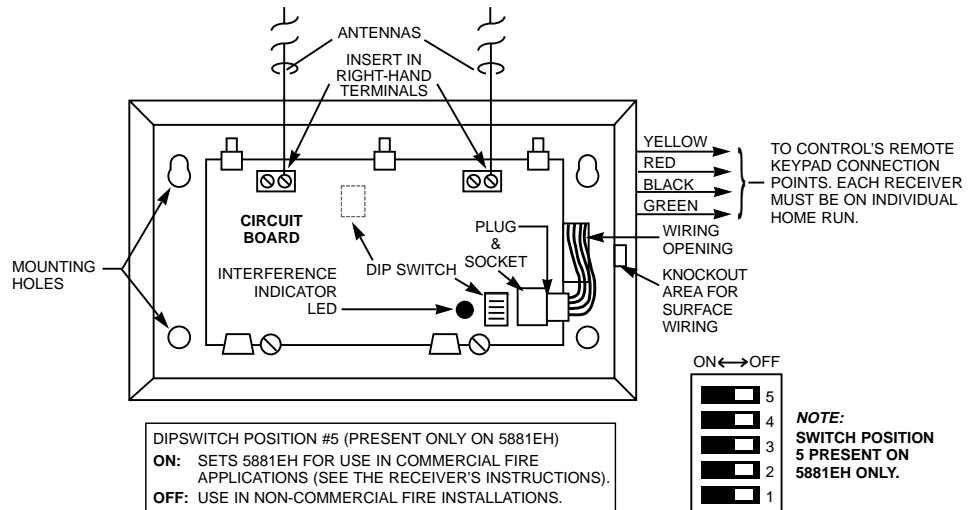 ANTENNAS
INSERT IN
RIGHT-HAND
TERMINALS
YELLOW
RED
BLACK
GREEN
TO CONTROL'S REMOTE
KEYPAD CONNECTION
POINTS. EACH RECEIVER
MUST BE ON INDIVIDUAL
HOME RUN.
CIRCUIT
BOARD
PLUG
&
SOCKET
WIRING
OPENING
MOUNTING
HOLES
DIP SWITCH
INTERFERENCE
INDICATOR
LED
KNOCKOUT
AREA FOR
SURFACE
WIRING
ON ↔ OFF
5
4
3
2
1
NOTE:
SWITCH POSITION
5 PRESENT ON
5881EH ONLY.
DIPSWITCH POSITION #5 (PRESENT ONLY ON 5881EH)
ON: SETS 5881EH FOR USE IN COMMERCIAL FIRE
APPLICATIONS (SEE THE RECEIVER'S INSTRUCTIONS).
OFF: USE IN NON-COMMERCIAL FIRE INSTALLATIONS.